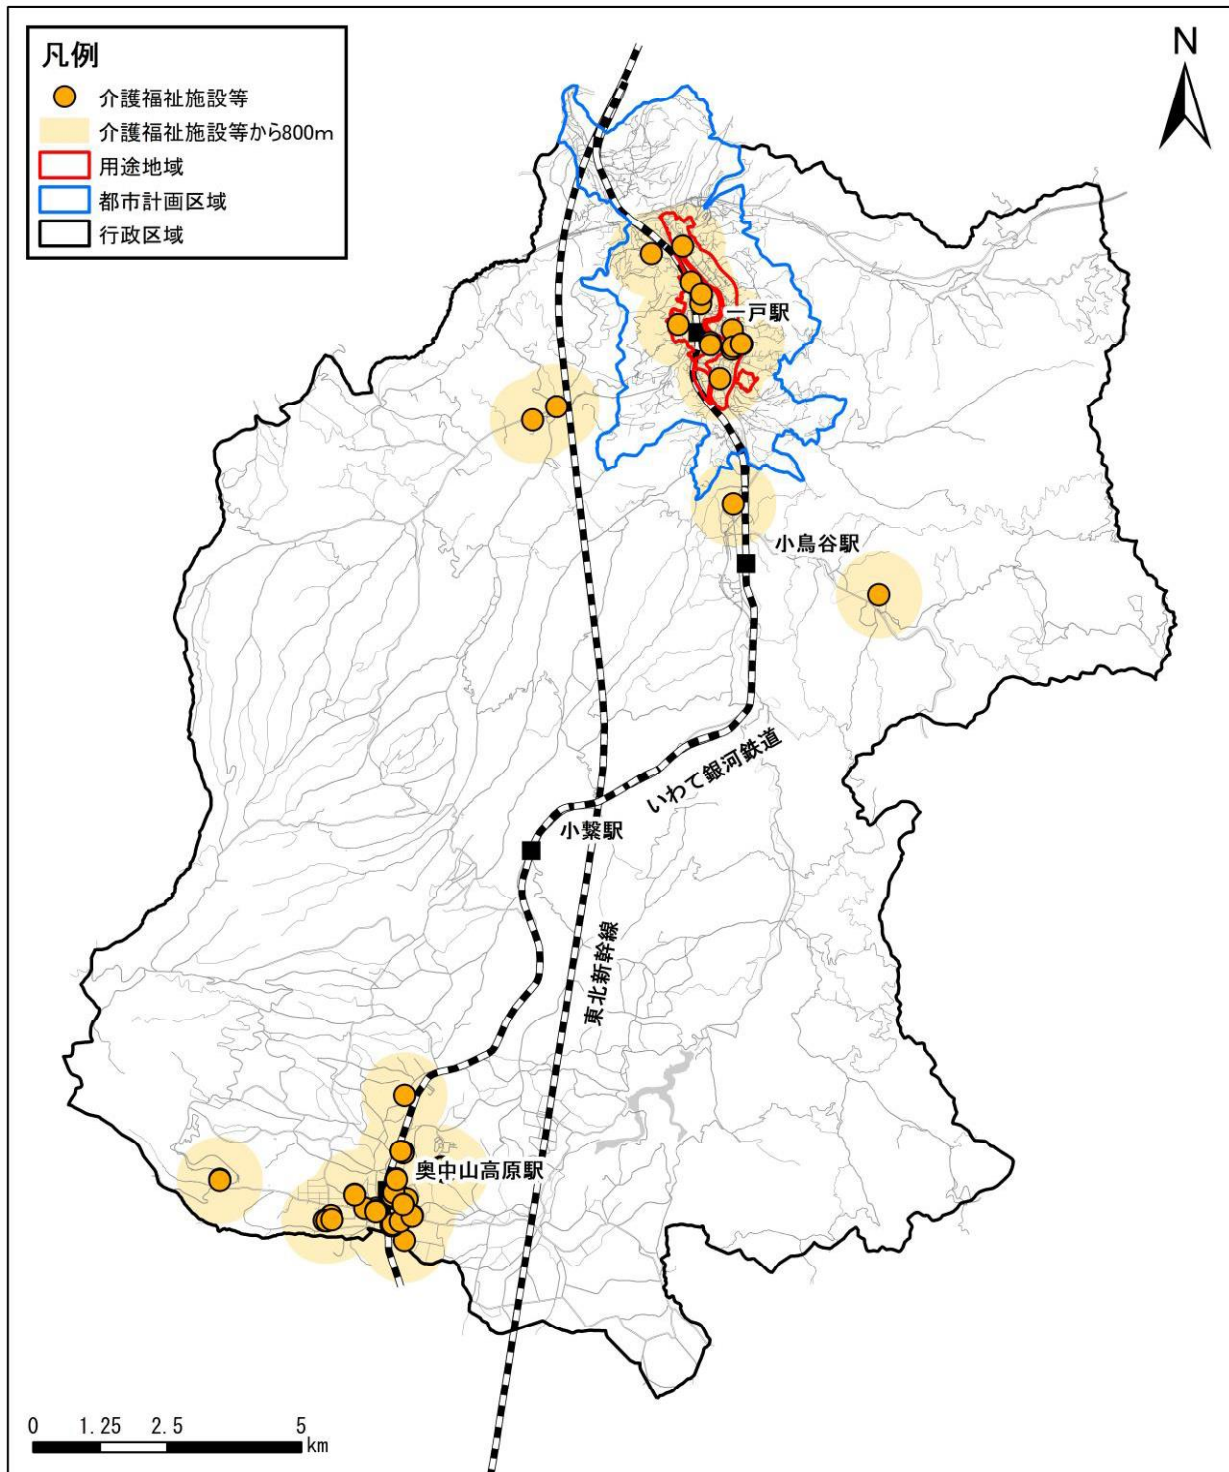 凡例
介護福祉施設等
介護福祉施設等から800m
用途地域
都市計画区域
行政区域
N
一戸駅
小鳥谷駅
いわて銀河鉄道
小繋駅
東北新幹線
奥中山高原駅
0 1.25 2.5 5
km